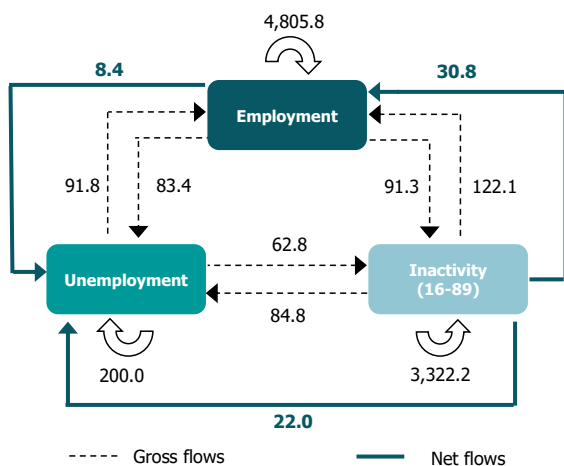 4,805.8
8.4
30.8
Employment
91.8
83.4
91.3
122.1
62.8
Unemployment
Inactivity
(16-89)
84.8
200.0
3,322.2
22.0
Gross flows
Net flows